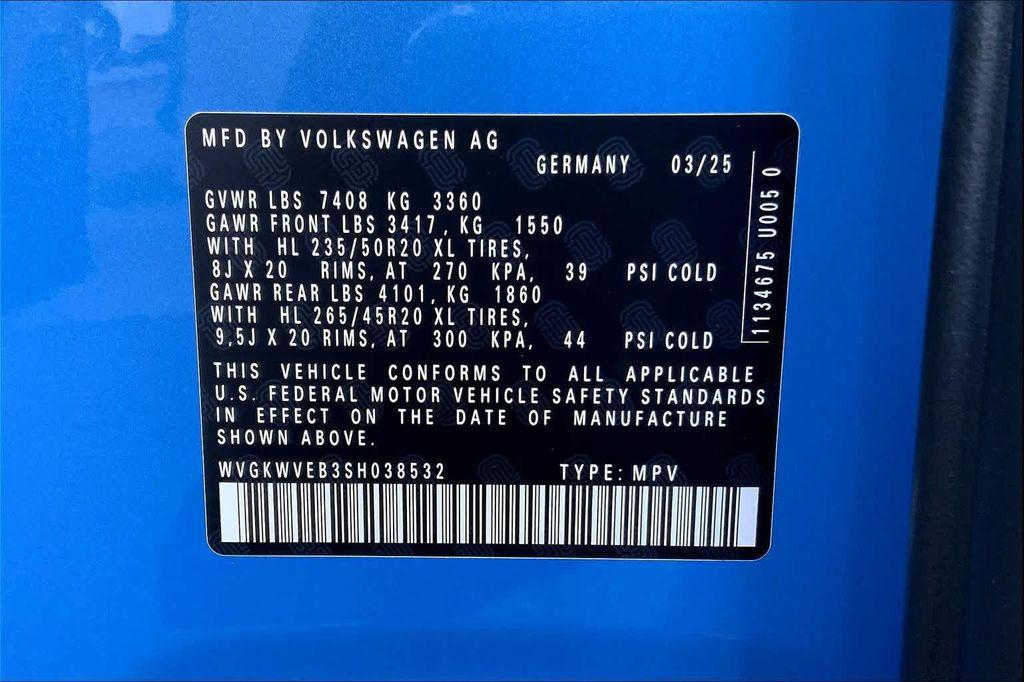 MFD BY VOLKSWAGEN AG
GERMANY 03/25
GVWR LBS 7408 KG 3360
GAWR FRONT LBS 3417, KG 1550
WITH HL 235/50R20 XL TIRES,
8J X 20 RIMS, AT 270 KPA, 39 PSI COLD
GAWR REAR LBS 4101, KG 1860
WITH HL 265/45R20 XL TIRES,
9,5J X 20 RIMS, AT 300 KPA, 44 PSI COLD
THIS VEHICLE CONFORMS TO ALL APPLICABLE
U.S. FEDERAL MOTOR VEHICLE SAFETY STANDARDS
IN EFFECT ON THE DATE OF MANUFACTURE
SHOWN ABOVE.
WVGKWVEB3SH038532 TYPE: MPV
1134675 U005 0